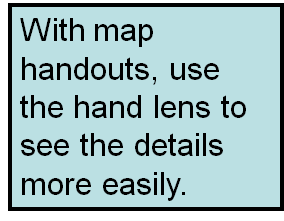 With map
handouts, use
the hand lens to
see the details
more easily.